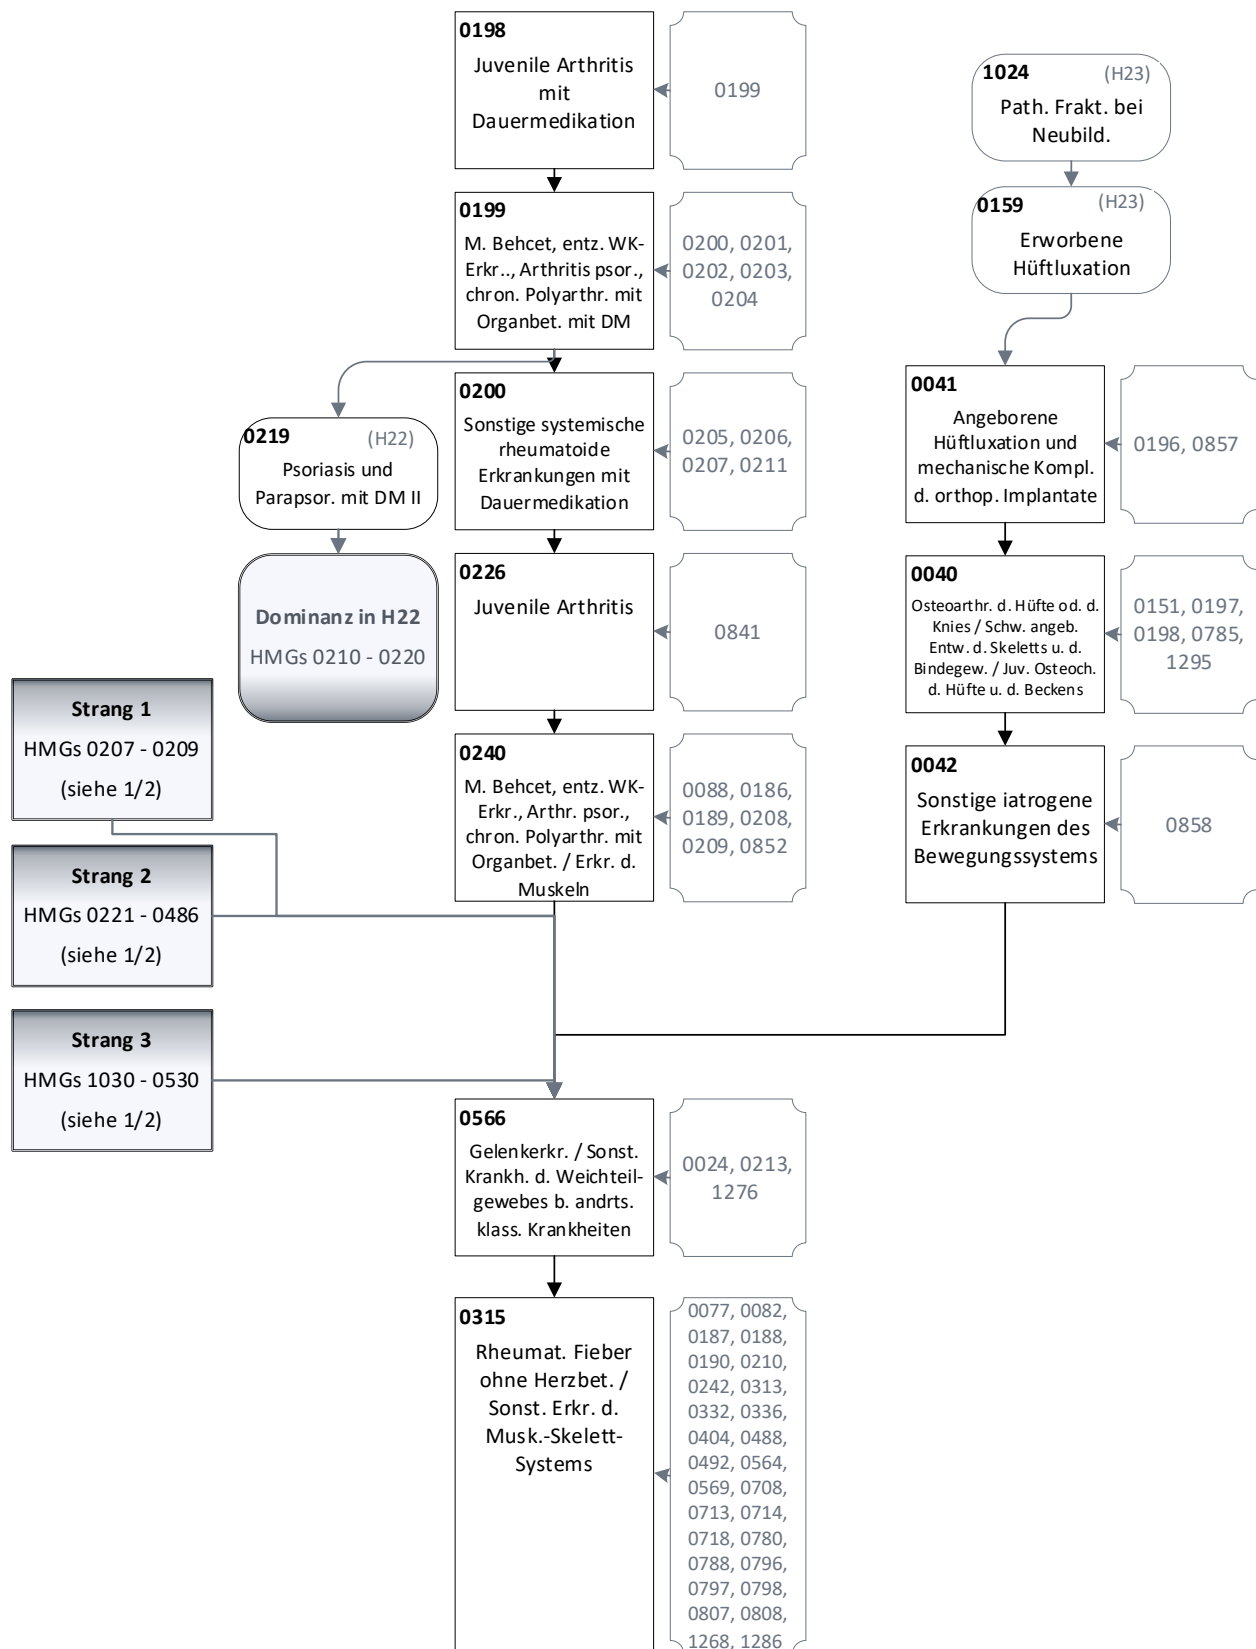 0198
Juvenile Arthritis
mit
Dauermedikation
0199
1024 (H23)
Path. Frakt. bei
Neubild.
0199
M. Behcet, entz. WK-
Erkr.., Arthritis psor.,
chron. Polyarthr. mit
Organbet. mit DM
0200, 0201,
0202, 0203,
0204
0159 (H23)
Erworbene
Hüftluxation
0219 (H22)
Psoriasis und
Parapsor. mit DM II
0200
Sonstige systemische
rheumatoide
Erkrankungen mit
Dauermedikation
0205, 0206,
0207, 0211
0041
Angeborene
Hüftluxation und
mechanische Kompl.
d. orthop. Implantate
0196, 0857
Dominanz in H22
HMGs 0210 - 0220
0226
Juvenile Arthritis
0841
0040
Osteoarthr. d. Hüfte od. d.
Knies / Schw. angeb.
Entw. d. Skeletts u. d.
Bindegew. / Juv. Osteoch.
d. Hüfte u. d. Beckens
0151, 0197,
0198, 0785,
1295
Strang 1
HMGs 0207 - 0209
(siehe 1/2)
0240
M. Behcet, entz. WK-
Erkr., Arthr. psor.,
chron. Polyarthr. mit
Organbet. / Erkr. d.
Muskeln
0088, 0186,
0189, 0208,
0209, 0852
0042
Sonstige iatrogene
Erkrankungen des
Bewegungssystems
0858
Strang 2
HMGs 0221 - 0486
(siehe 1/2)
Strang 3
HMGs 1030 - 0530
(siehe 1/2)
0566
Gelenkerkr. / Sonst.
Krankh. d. Weichteil-
gewebes b. andrts.
klass. Krankheiten
0024, 0213,
1276
0315
Rheumat. Fieber
ohne Herzbet. /
Sonst. Erkr. d.
Musk.-Skelett-
Systems
0077, 0082,
0187, 0188,
0190, 0210,
0242, 0313,
0332, 0336,
0404, 0488,
0492, 0564,
0569, 0708,
0713, 0714,
0718, 0780,
0788, 0796,
0797, 0798,
0807, 0808,
1268, 1286